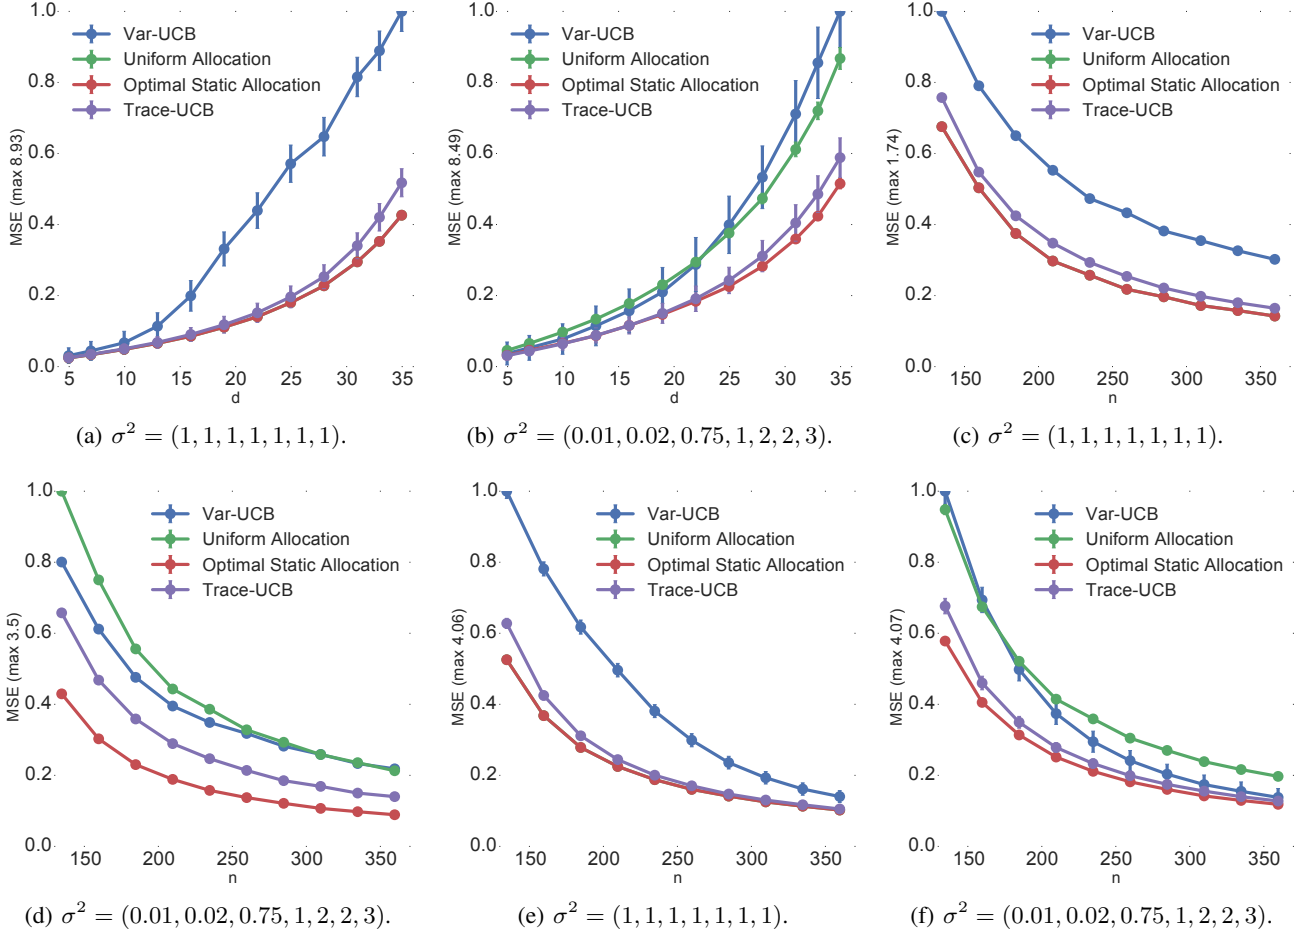 MSE (max 8.93)
1.0
0.8
0.6
0.4
0.2
0.0
Var-UCB
Uniform Allocation
Optimal Static Allocation
Trace-UCB
5 10 15 20 25 30 35
d
(a) σ² = (1, 1, 1, 1, 1, 1, 1).
MSE (max 8.49)
1.0
0.8
0.6
0.4
0.2
0.0
Var-UCB
Uniform Allocation
Optimal Static Allocation
Trace-UCB
5 10 15 20 25 30 35
d
(b) σ² = (0.01, 0.02, 0.75, 1, 2, 2, 3).
MSE (max 1.74)
1.0
0.8
0.6
0.4
0.2
0.0
Var-UCB
Uniform Allocation
Optimal Static Allocation
Trace-UCB
150 200 250 300 350
n
(c) σ² = (1, 1, 1, 1, 1, 1, 1).
MSE (max 3.5)
1.0
0.8
0.6
0.4
0.2
0.0
Var-UCB
Uniform Allocation
Optimal Static Allocation
Trace-UCB
150 200 250 300 350
n
(d) σ² = (0.01, 0.02, 0.75, 1, 2, 2, 3).
MSE (max 4.06)
1.0
0.8
0.6
0.4
0.2
0.0
Var-UCB
Uniform Allocation
Optimal Static Allocation
Trace-UCB
150 200 250 300 350
n
(e) σ² = (1, 1, 1, 1, 1, 1, 1).
MSE (max 4.07)
1.0
0.8
0.6
0.4
0.2
0.0
Var-UCB
Uniform Allocation
Optimal Static Allocation
Trace-UCB
150 200 250 300 350
n
(f) σ² = (0.01, 0.02, 0.75, 1, 2, 2, 3).